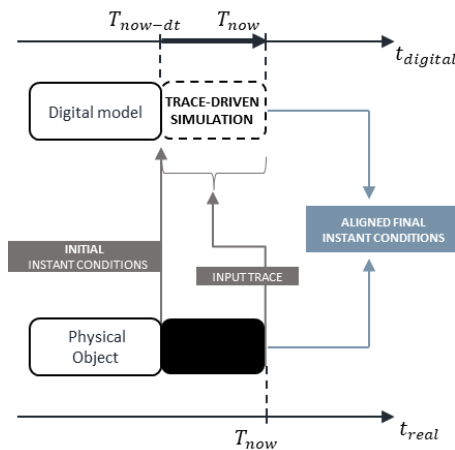 T_{now-dt} T_{now}
t_{digital}
Digital model
TRACE-DRIVEN
SIMULATION
ALIGNED FINAL
INSTANT CONDITIONS
INITIAL
INSTANT CONDITIONS
INPUT TRACE
Physical
Object
t_{real}
T_{now}